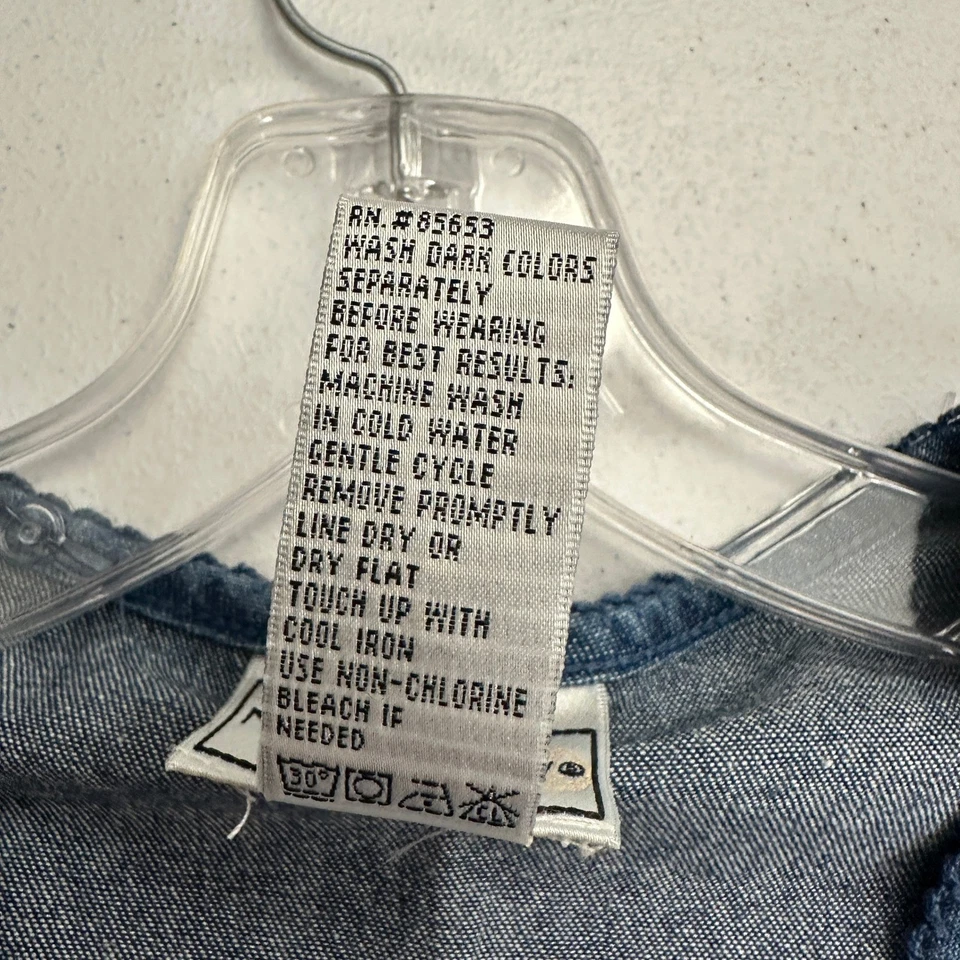 RN.#85653
WASH DARK COLORS
SEPARATELY
BEFORE WEARING
FOR BEST RESULTS:
MACHINE WASH
IN COLD WATER
GENTLE CYCLE
REMOVE PROMPTLY
LINE DRY OR
DRY FLAT
TOUCH UP WITH
COOL IRON
USE NON-CHLORINE
BLEACH IF
NEEDED
30° CL
Y®